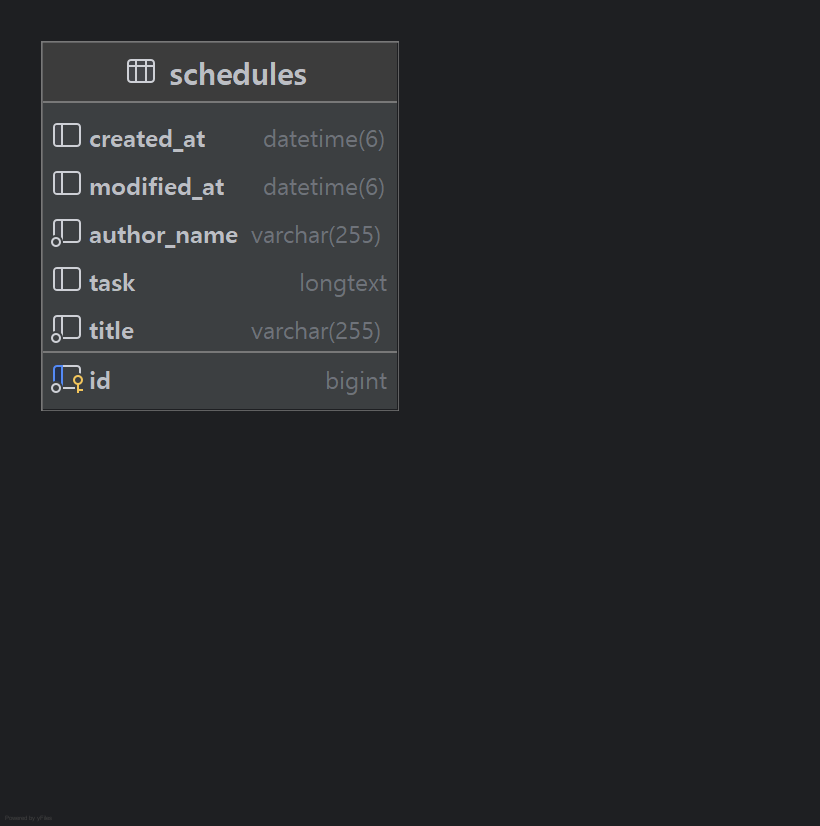 schedules
created_at datetime(6)
modified_at datetime(6)
author_name varchar(255)
task longtext
title varchar(255)
id bigint
Powered by yFiles